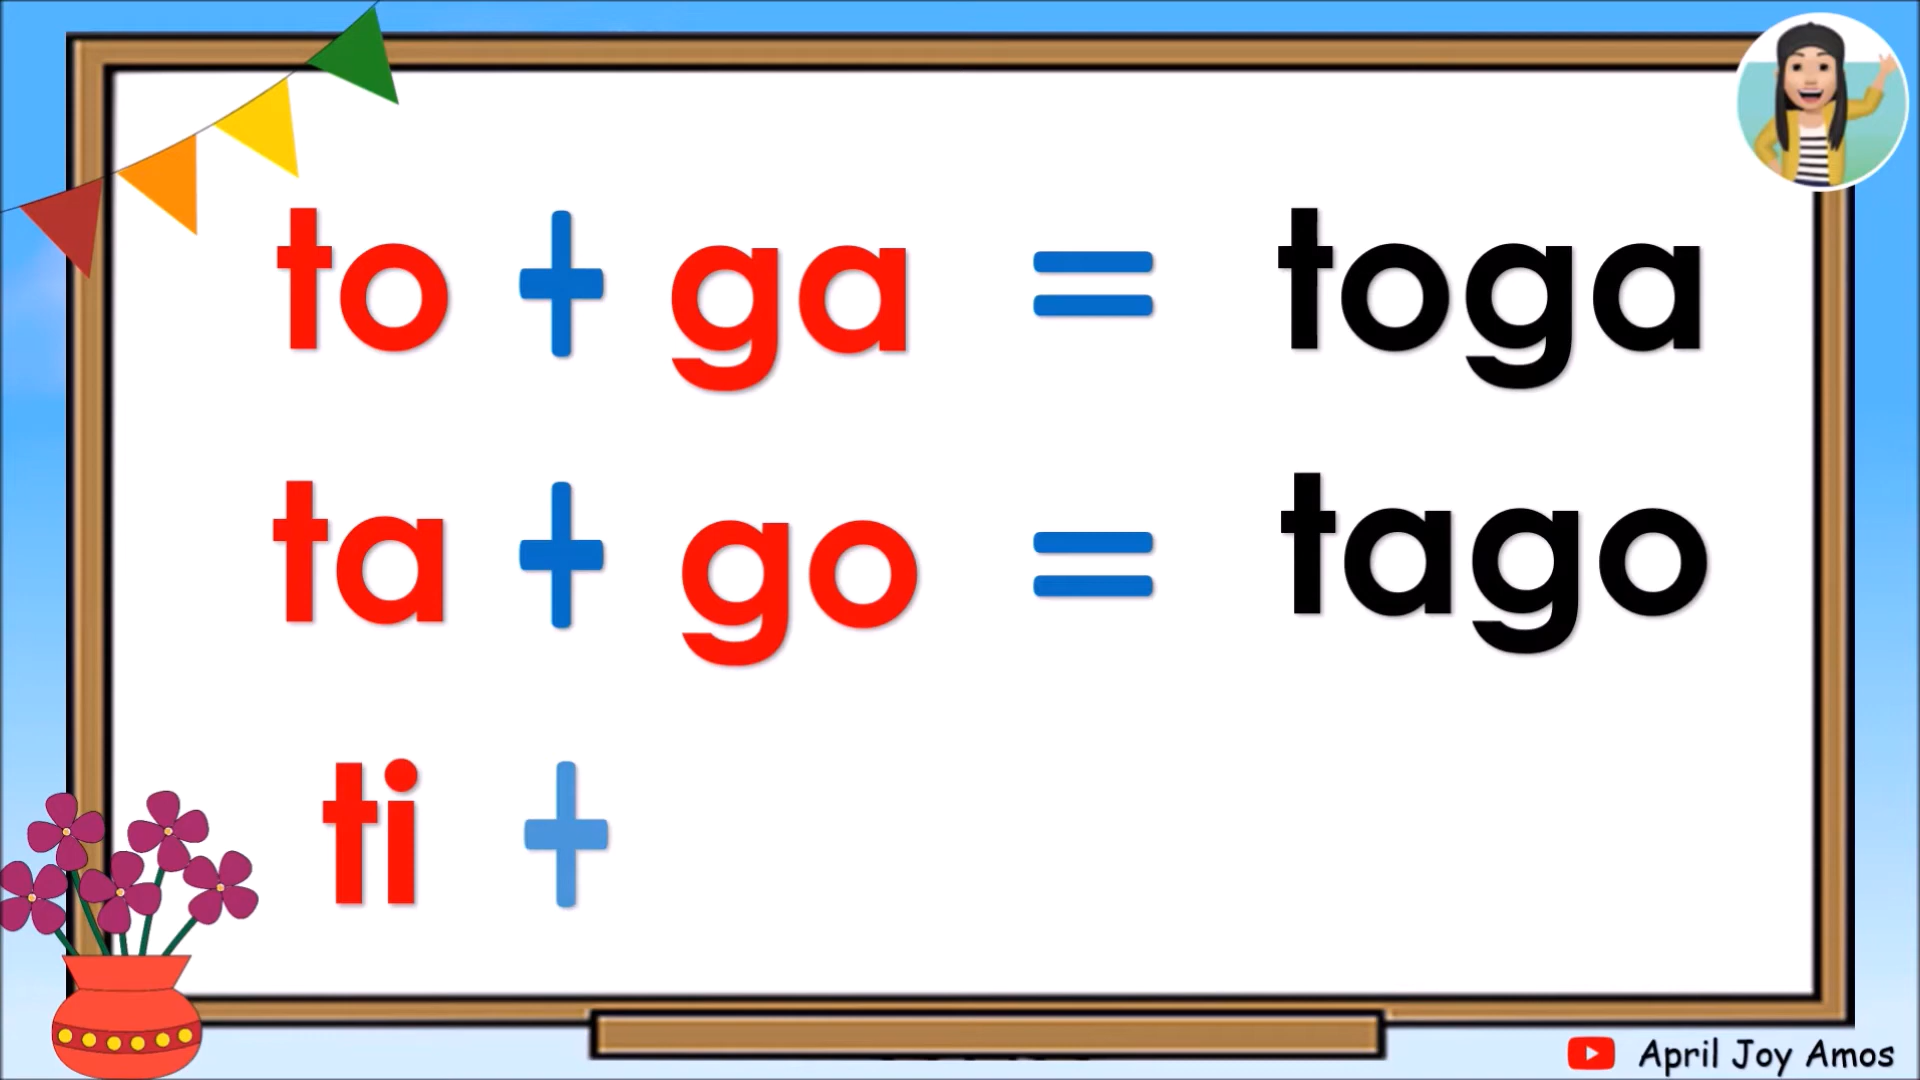 to + ga = toga
ta + go = tago
ti +
April Joy Amos